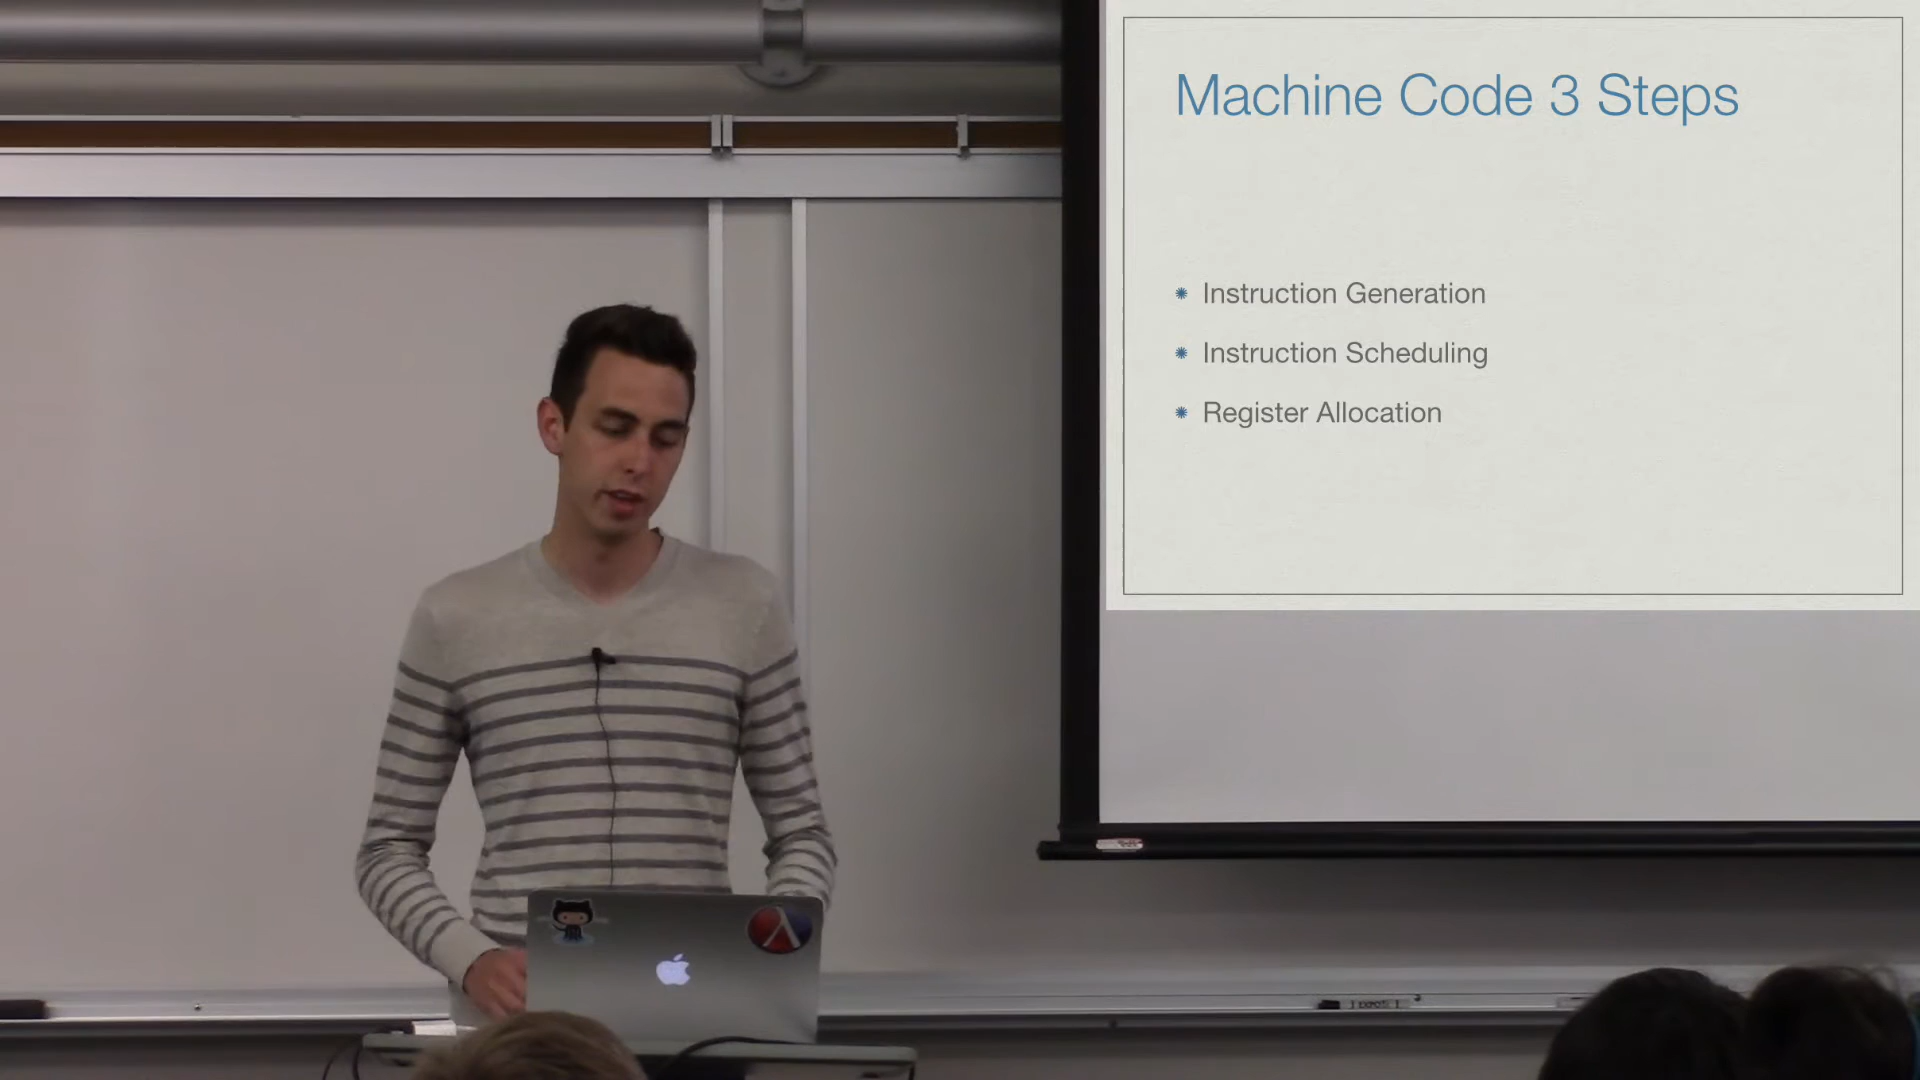 Machine Code 3 Steps
Instruction Generation
Instruction Scheduling
Register Allocation